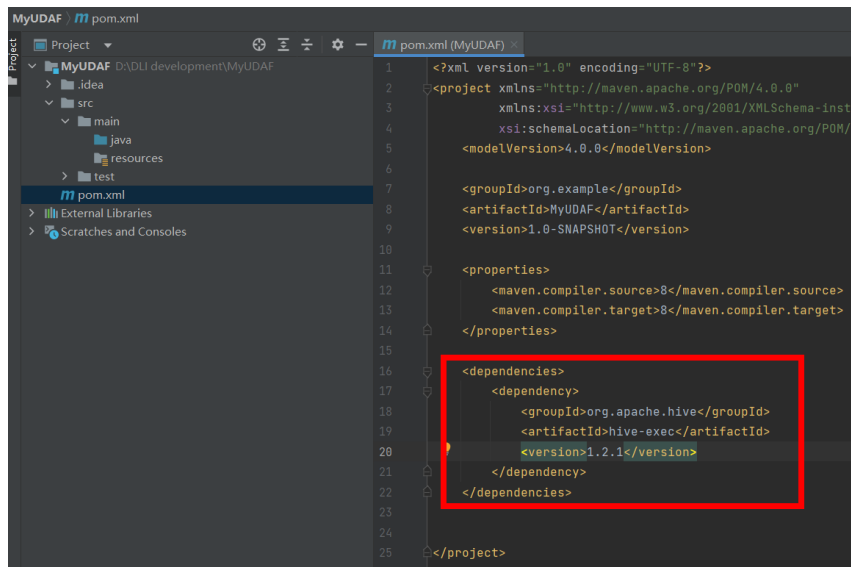 MyUDAF pom.xml
Project
Project
MyUDAF D:\DLI development\MyUDAF
.idea
src
main
java
resources
test
pom.xml
External Libraries
Scratches and Consoles
pom.xml (MyUDAF)
1 <?xml version="1.0" encoding="UTF-8"?>
2 <project xmlns="http://maven.apache.org/POM/4.0.0"
3 xmlns:xsi="http://www.w3.org/2001/XMLSchema-inst
4 xsi:schemaLocation="http://maven.apache.org/POM/
5 <modelVersion>4.0.0</modelVersion>
6
7 <groupId>org.example</groupId>
8 <artifactId>MyUDAF</artifactId>
9 <version>1.0-SNAPSHOT</version>
10
11 <properties>
12 <maven.compiler.source>8</maven.compiler.source>
13 <maven.compiler.target>8</maven.compiler.target>
14 </properties>
15
16 <dependencies>
17 <dependency>
18 <groupId>org.apache.hive</groupId>
19 <artifactId>hive-exec</artifactId>
20 <version>1.2.1</version>
21 </dependency>
22 </dependencies>
23
24
25 </project>